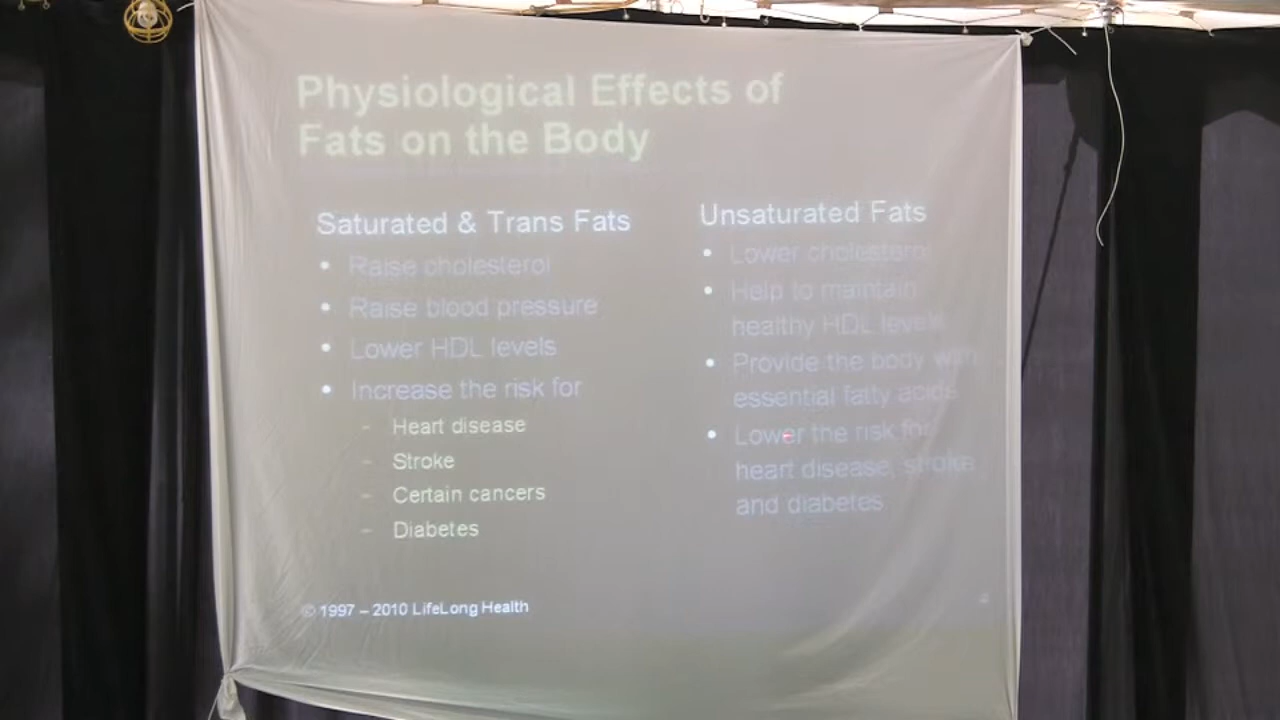 Physiological Effects of
Fats on the Body
Saturated & Trans Fats
• Raise cholesterol
• Raise blood pressure
• Lower HDL levels
• Increase the risk for
– Heart disease
– Stroke
– Certain cancers
– Diabetes
Unsaturated Fats
• Lower cholesterol
• Help to maintain
healthy HDL levels
• Provide the body with
essential fatty acids
• Lower the risk for
heart disease, stroke
and diabetes
© 1997 – 2010 LifeLong Health